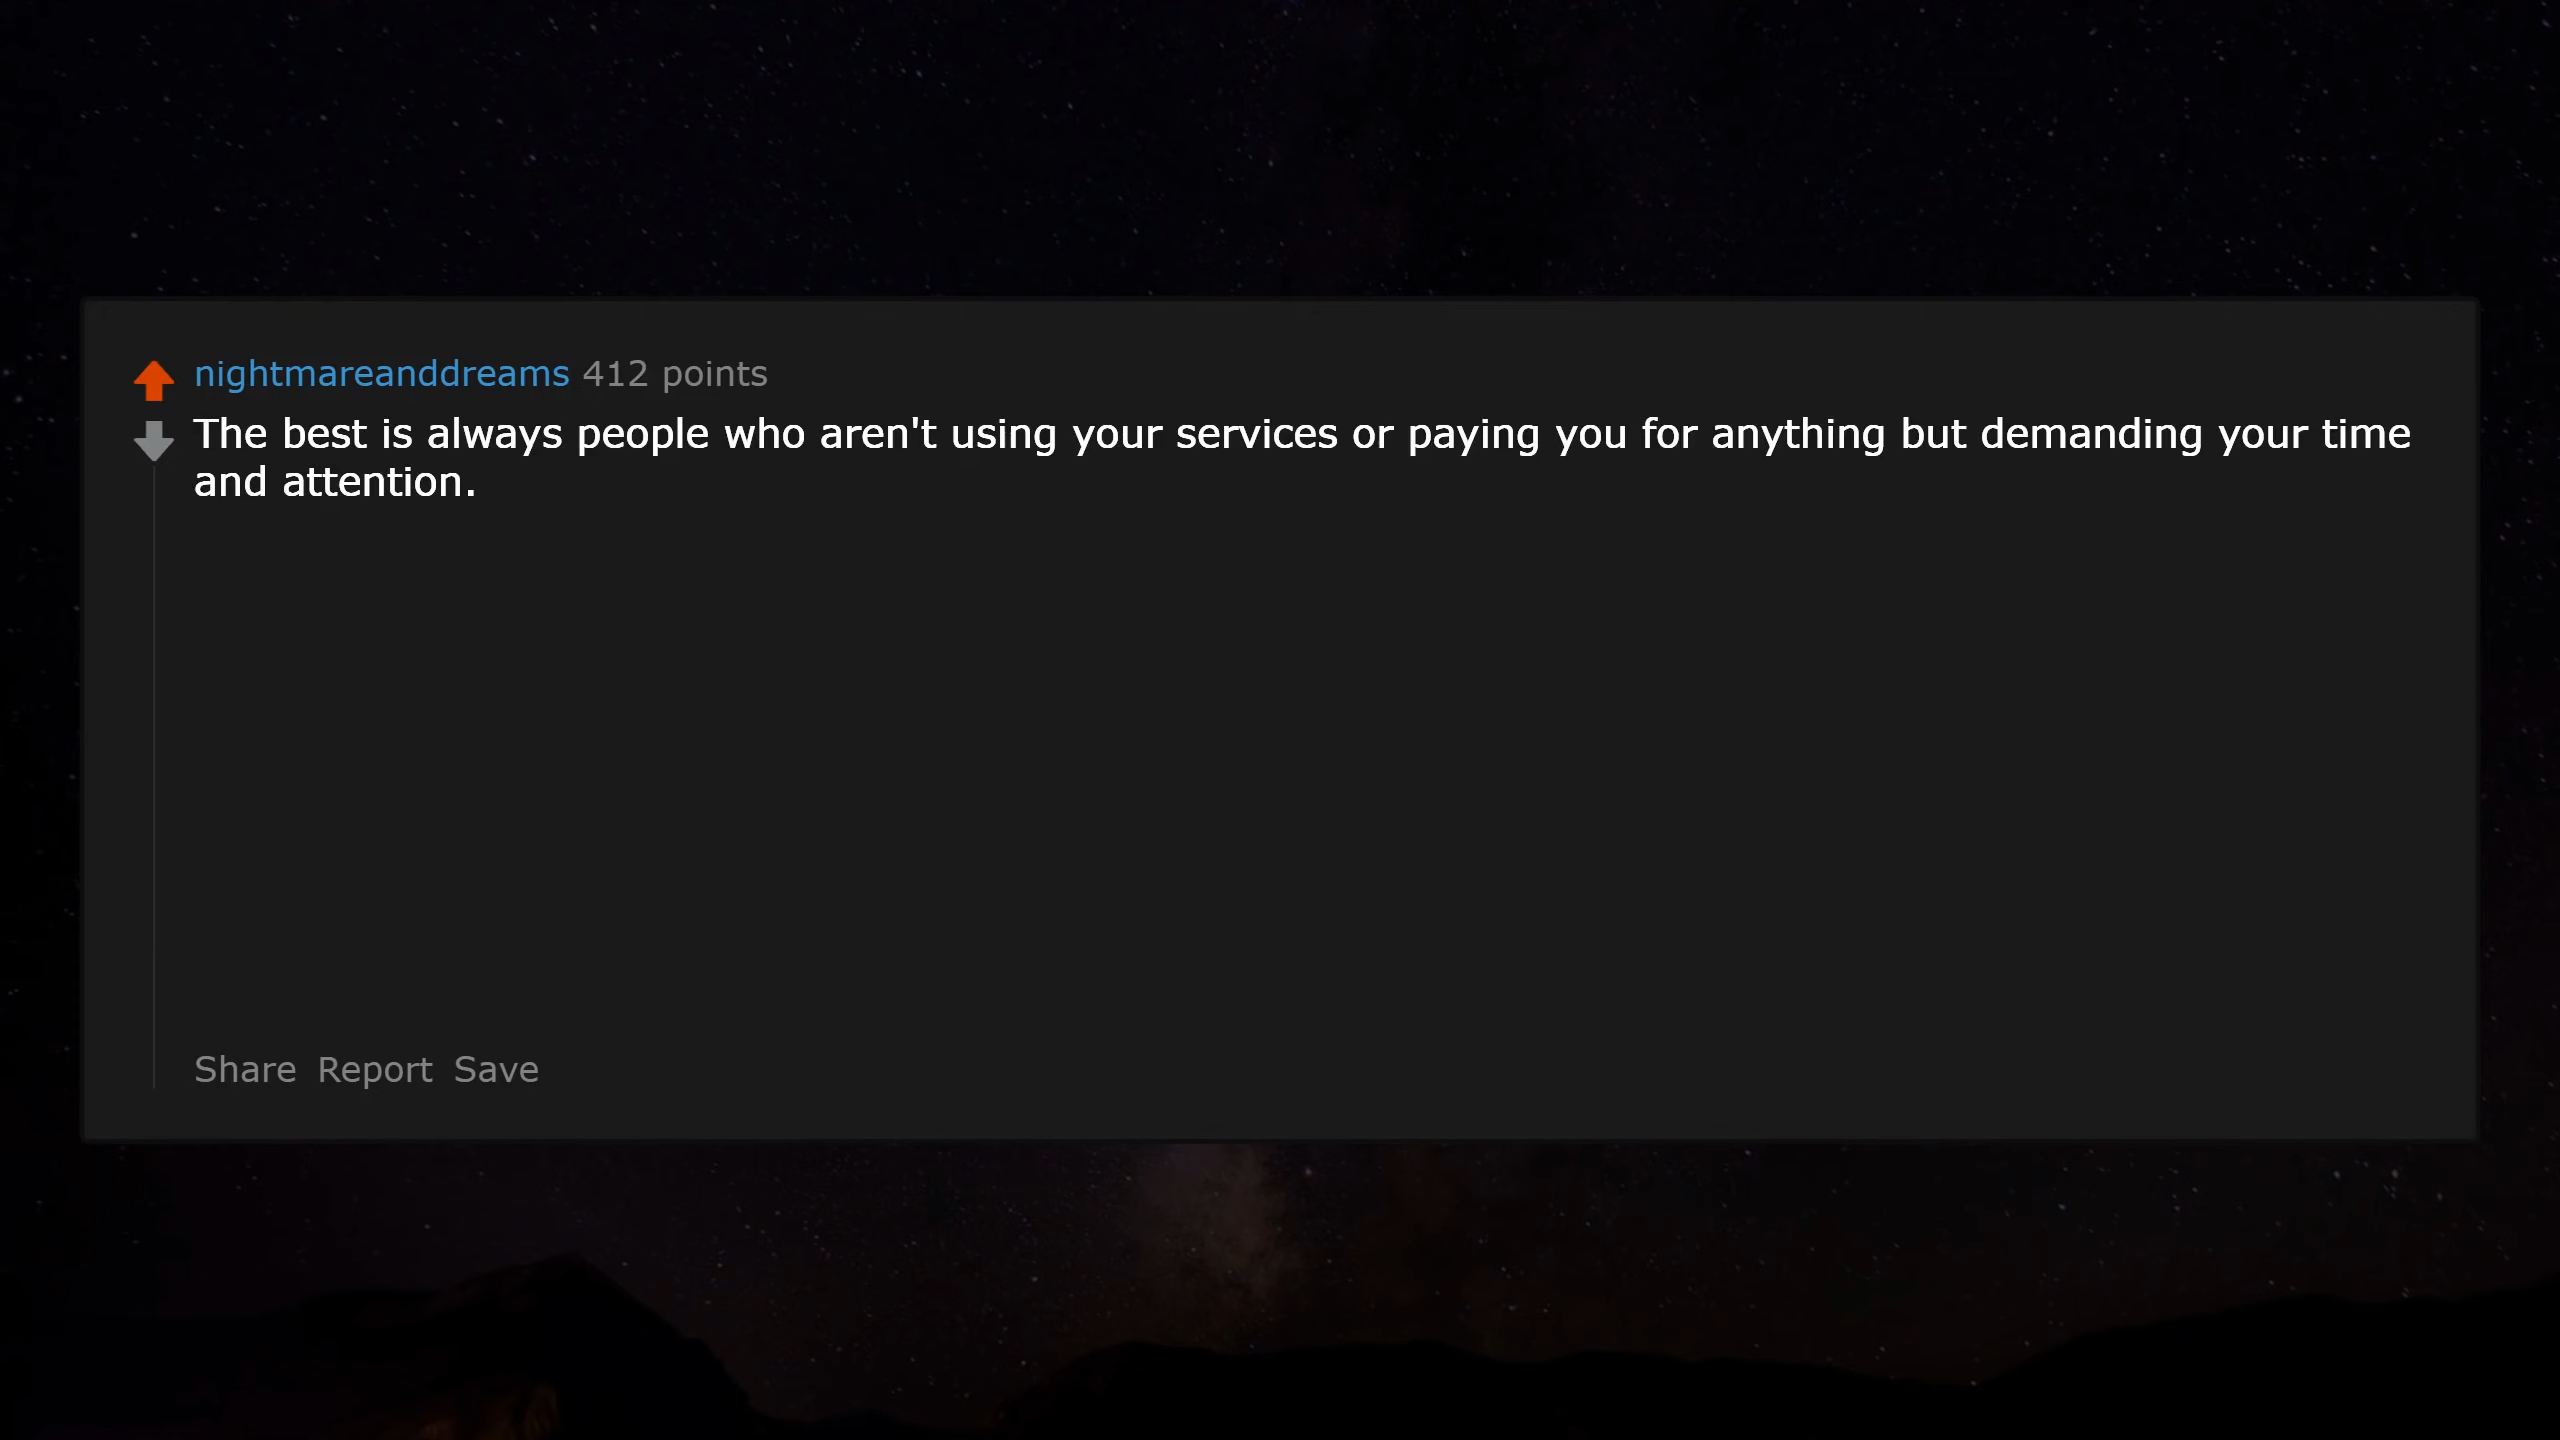 nightmareanddreams 412 points
The best is always people who aren't using your services or paying you for anything but demanding your time
and attention.
Share Report Save